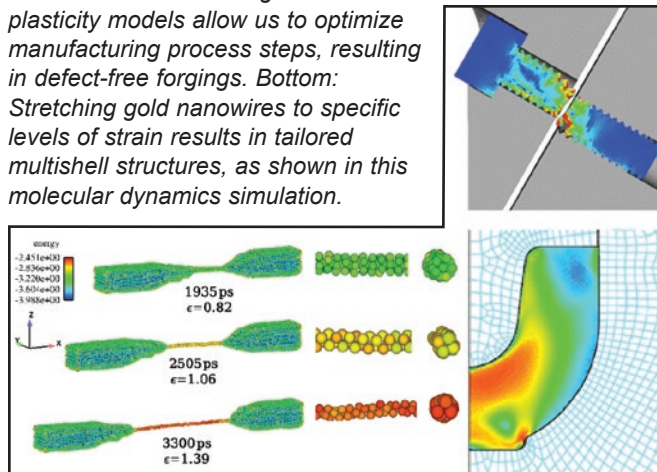 plasticity models allow us to optimize
manufacturing process steps, resulting
in defect-free forgings. Bottom:
Stretching gold nanowires to specific
levels of strain results in tailored
multishell structures, as shown in this
molecular dynamics simulation.
energy
-2.451e+00
-2.836e+00
-3.220e+00
-3.604e+00
-3.988e+00
Z
Y
X
1935ps
ϵ=0.82
2505ps
ϵ=1.06
3300ps
ϵ=1.39